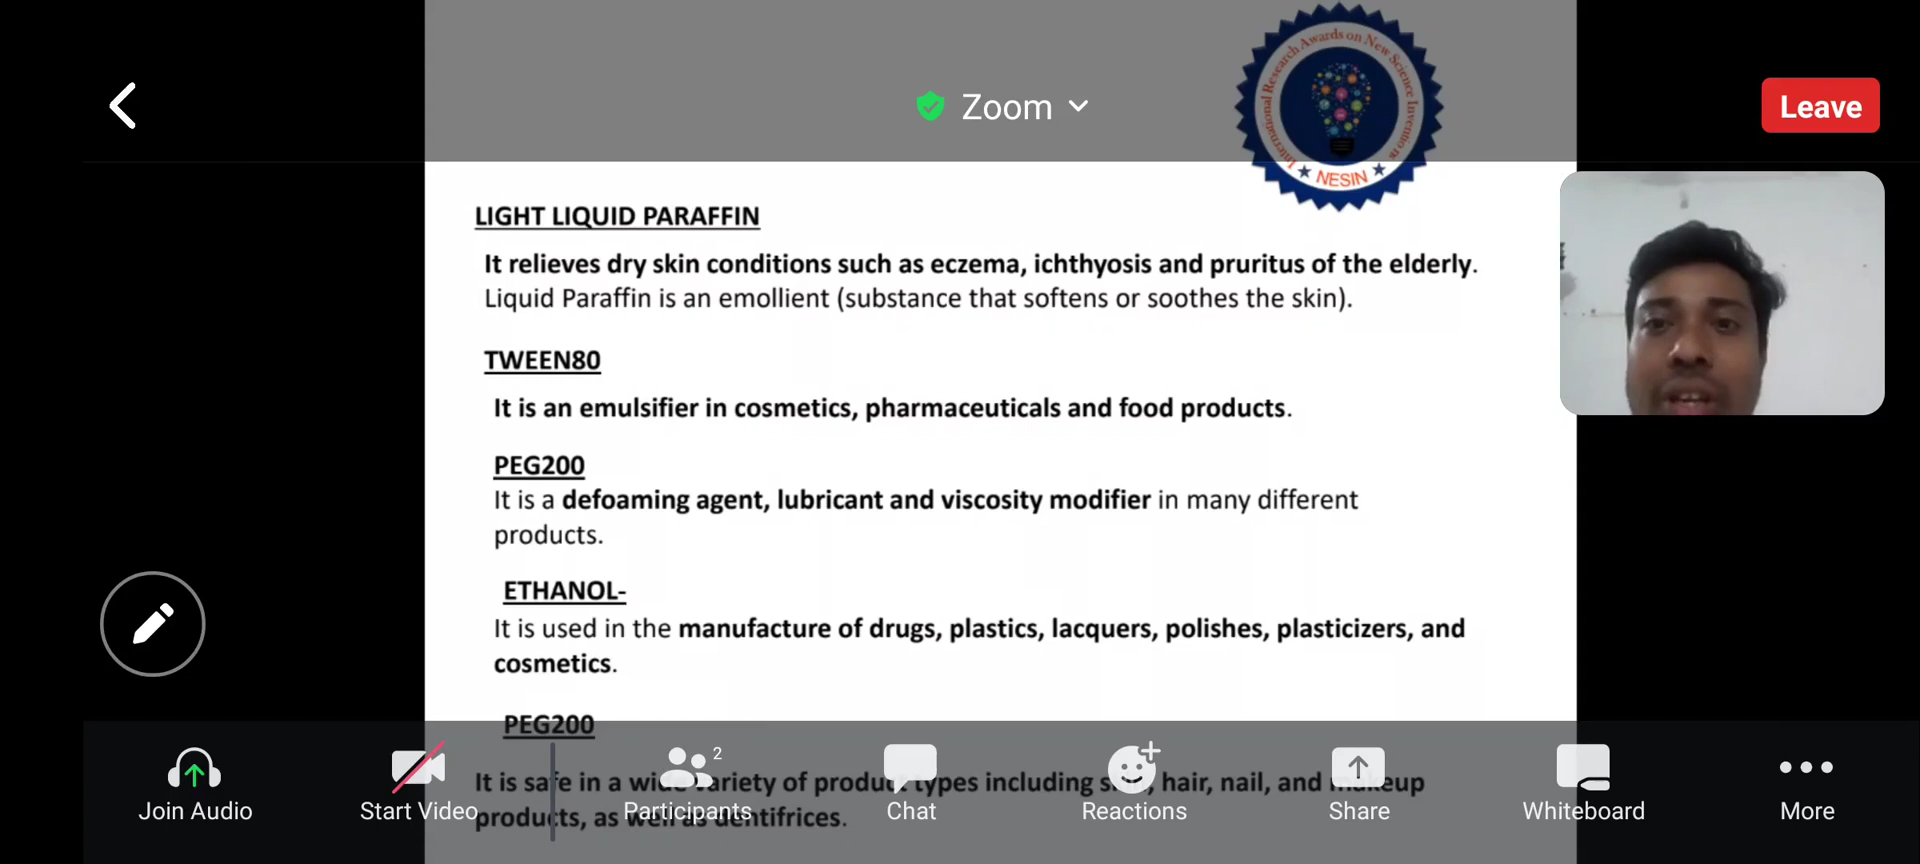 Zoom
Leave
International Research Awards on New Science Inventions
NESIN
LIGHT LIQUID PARAFFIN
It relieves dry skin conditions such as eczema, ichthyosis and pruritus of the elderly.
Liquid Paraffin is an emollient (substance that softens or soothes the skin).
TWEEN80
It is an emulsifier in cosmetics, pharmaceuticals and food products.
PEG200
It is a defoaming agent, lubricant and viscosity modifier in many different
products.
ETHANOL-
It is used in the manufacture of drugs, plastics, lacquers, polishes, plasticizers, and
cosmetics.
PEG200
It is safe in a wide variety of product types including skin, hair, nail, and makeup
products, as well as dentifrices.
2
Join Audio
Start Video
Participants
Chat
Reactions
Share
Whiteboard
More